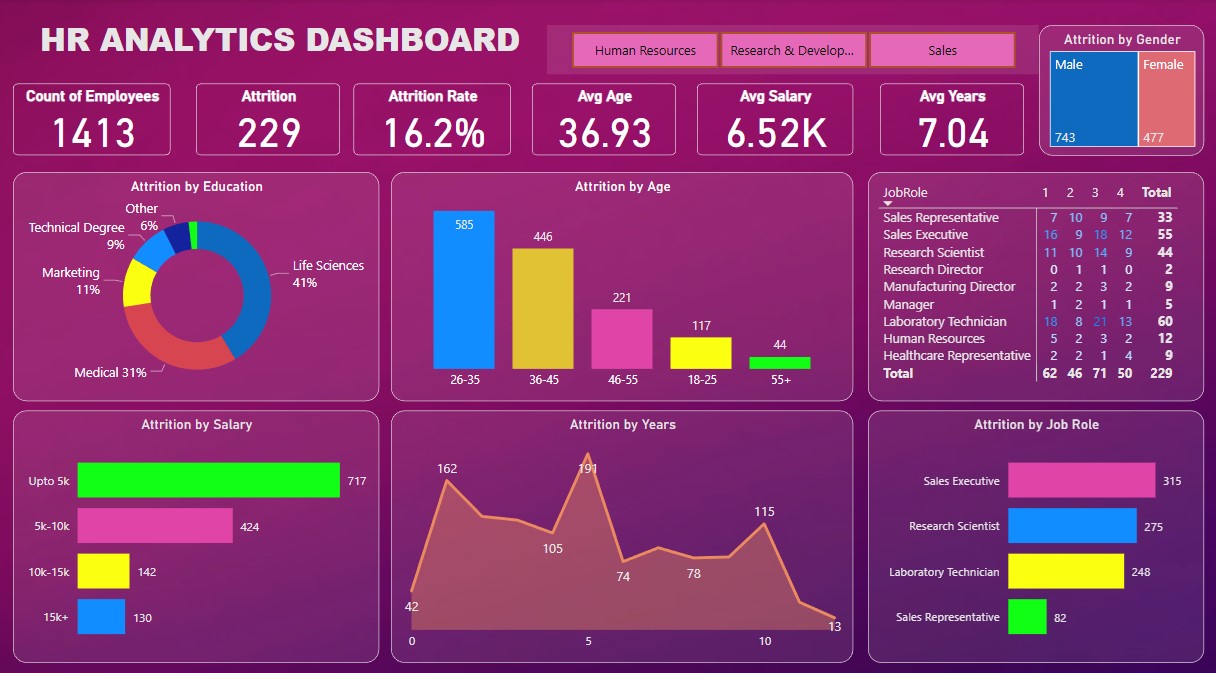 HR ANALYTICS DASHBOARD
Human Resources
Research & Develop...
Sales
Attrition by Gender
Male
Female
743
477
Count of Employees
1413
Attrition
229
Attrition Rate
16.2%
Avg Age
36.93
Avg Salary
6.52K
Avg Years
7.04
Attrition by Education
Other
6%
Technical Degree
9%
Marketing
11%
Life Sciences
41%
Medical 31%
Attrition by Age
585
446
221
117
44
26-35
36-45
46-55
18-25
55+
JobRole 1 2 3 4 Total
Sales Representative 7 10 9 7 33
Sales Executive 16 9 18 12 55
Research Scientist 11 10 14 9 44
Research Director 0 1 1 0 2
Manufacturing Director 2 2 3 2 9
Manager 1 2 1 1 5
Laboratory Technician 18 8 21 13 60
Human Resources 5 2 3 2 12
Healthcare Representative 2 2 1 4 9
Total 62 46 71 50 229
Attrition by Salary
Upto 5k 717
5k-10k 424
10k-15k 142
15k+ 130
Attrition by Years
42
162
105
191
74
78
115
13
0
5
10
Attrition by Job Role
Sales Executive 315
Research Scientist 275
Laboratory Technician 248
Sales Representative 82